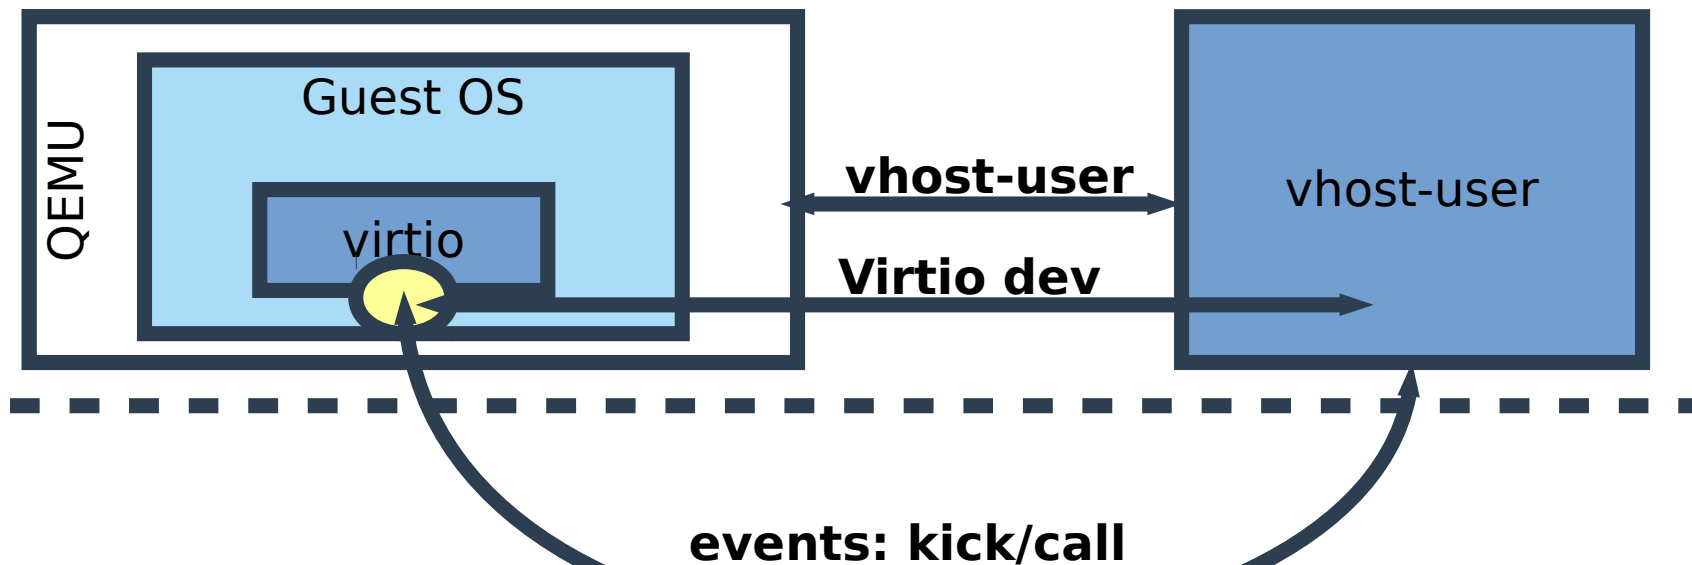 QEMU
Guest OS
virtio
vhost-user
Virtio dev
vhost-user
events: kick/call